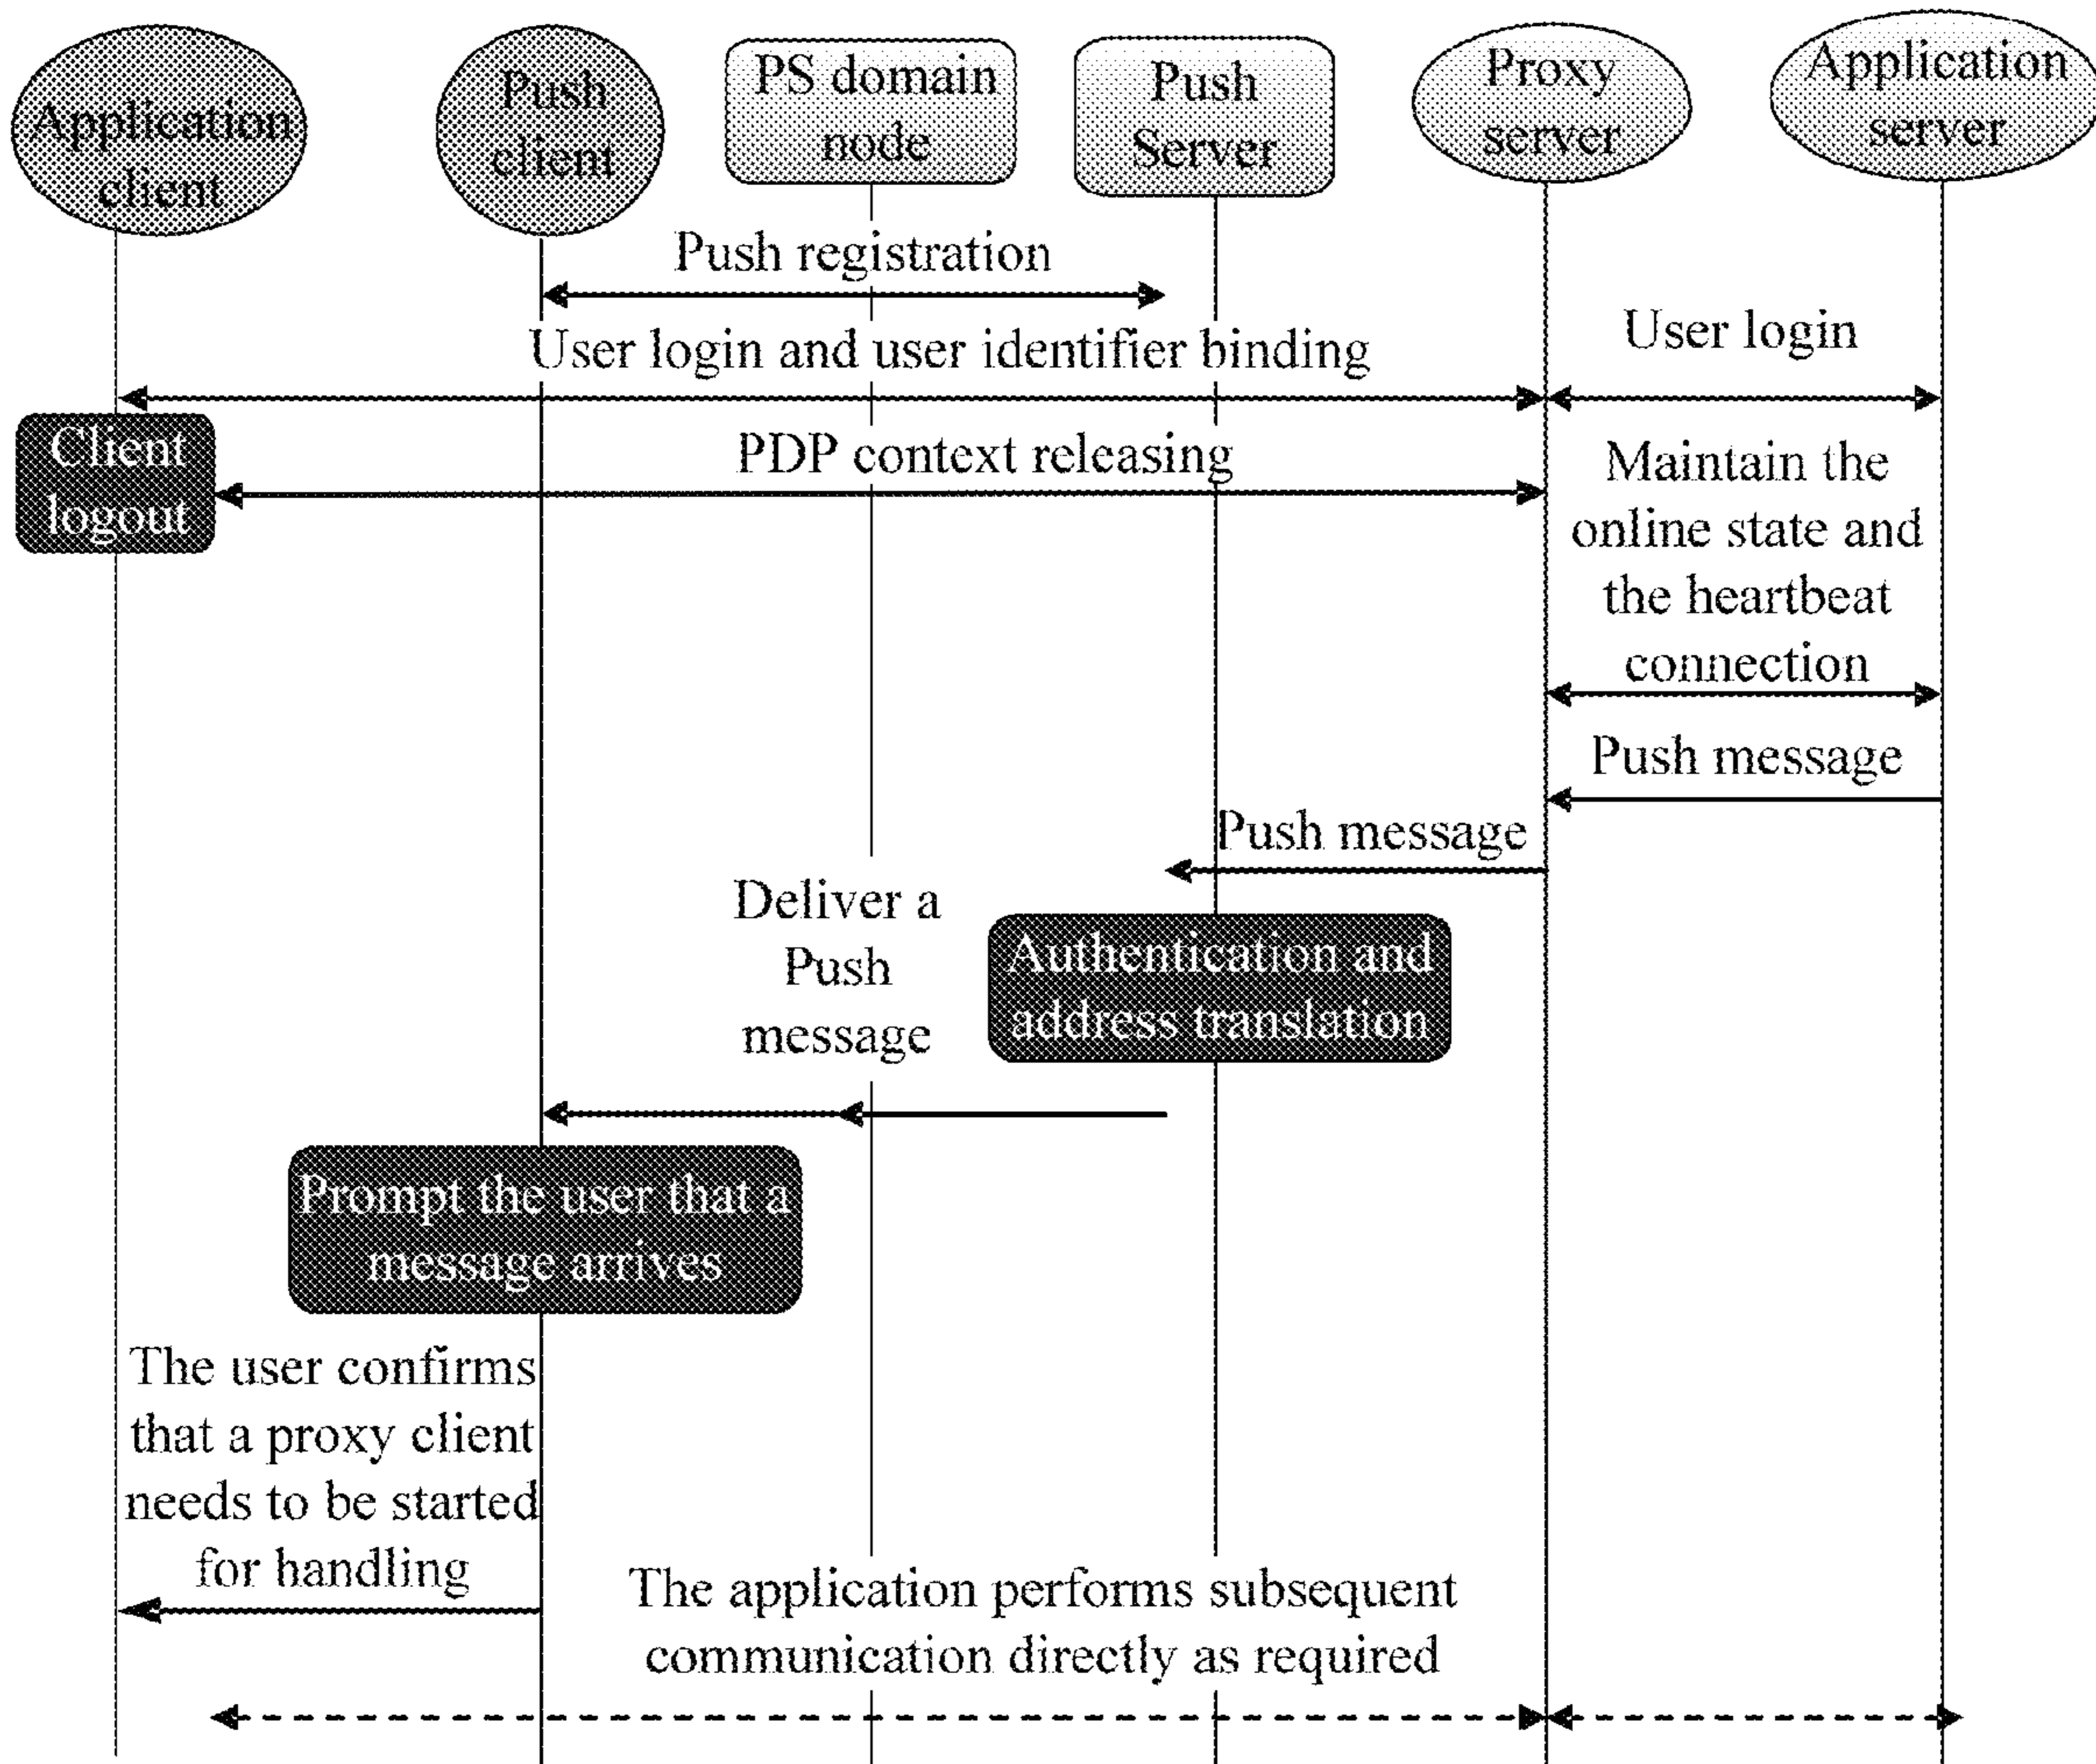 Application
client
Push
client
PS domain
node
Push
Server
Proxy
server
Application
server
Push registration
User login and user identifier binding
User login
Client
logout
PDP context releasing
Maintain the
online state and
the heartbeat
connection
Push message
Push message
Deliver a
Push
message
Authentication and
address translation
Prompt the user that a
message arrives
The user confirms
that a proxy client
needs to be started
for handling
The application performs subsequent
communication directly as required